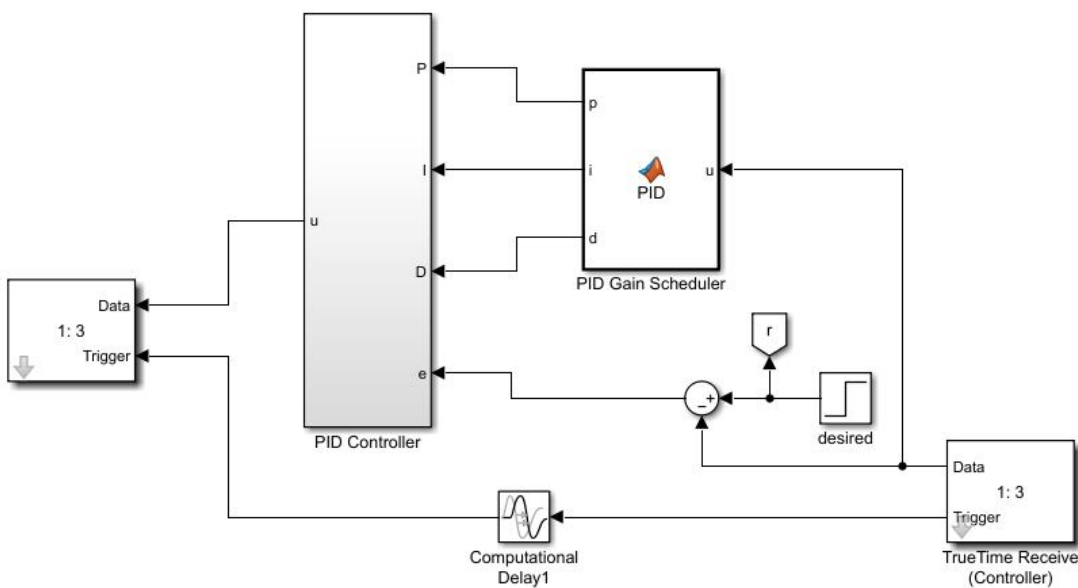 P
I
D
e
u
PID Controller
p
i
d
u
PID
PID Gain Scheduler
r
desired
Data
1: 3
Trigger
Data
1: 3
Trigger
TrueTime Receive
(Controller)
Computational
Delay1